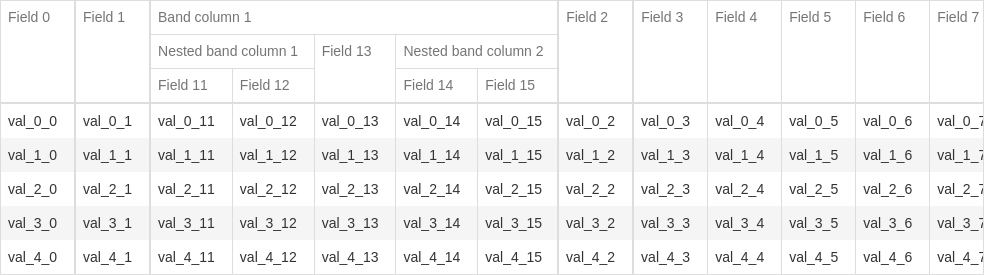 Field 0 Field 1 Band column 1 Field 2 Field 3 Field 4 Field 5 Field 6 Field 7
Nested band column 1 Field 13 Nested band column 2
Field 11 Field 12 Field 14 Field 15
val_0_0 val_0_1 val_0_11 val_0_12 val_0_13 val_0_14 val_0_15 val_0_2 val_0_3 val_0_4 val_0_5 val_0_6 val_0_7
val_1_0 val_1_1 val_1_11 val_1_12 val_1_13 val_1_14 val_1_15 val_1_2 val_1_3 val_1_4 val_1_5 val_1_6 val_1_7
val_2_0 val_2_1 val_2_11 val_2_12 val_2_13 val_2_14 val_2_15 val_2_2 val_2_3 val_2_4 val_2_5 val_2_6 val_2_7
val_3_0 val_3_1 val_3_11 val_3_12 val_3_13 val_3_14 val_3_15 val_3_2 val_3_3 val_3_4 val_3_5 val_3_6 val_3_7
val_4_0 val_4_1 val_4_11 val_4_12 val_4_13 val_4_14 val_4_15 val_4_2 val_4_3 val_4_4 val_4_5 val_4_6 val_4_7